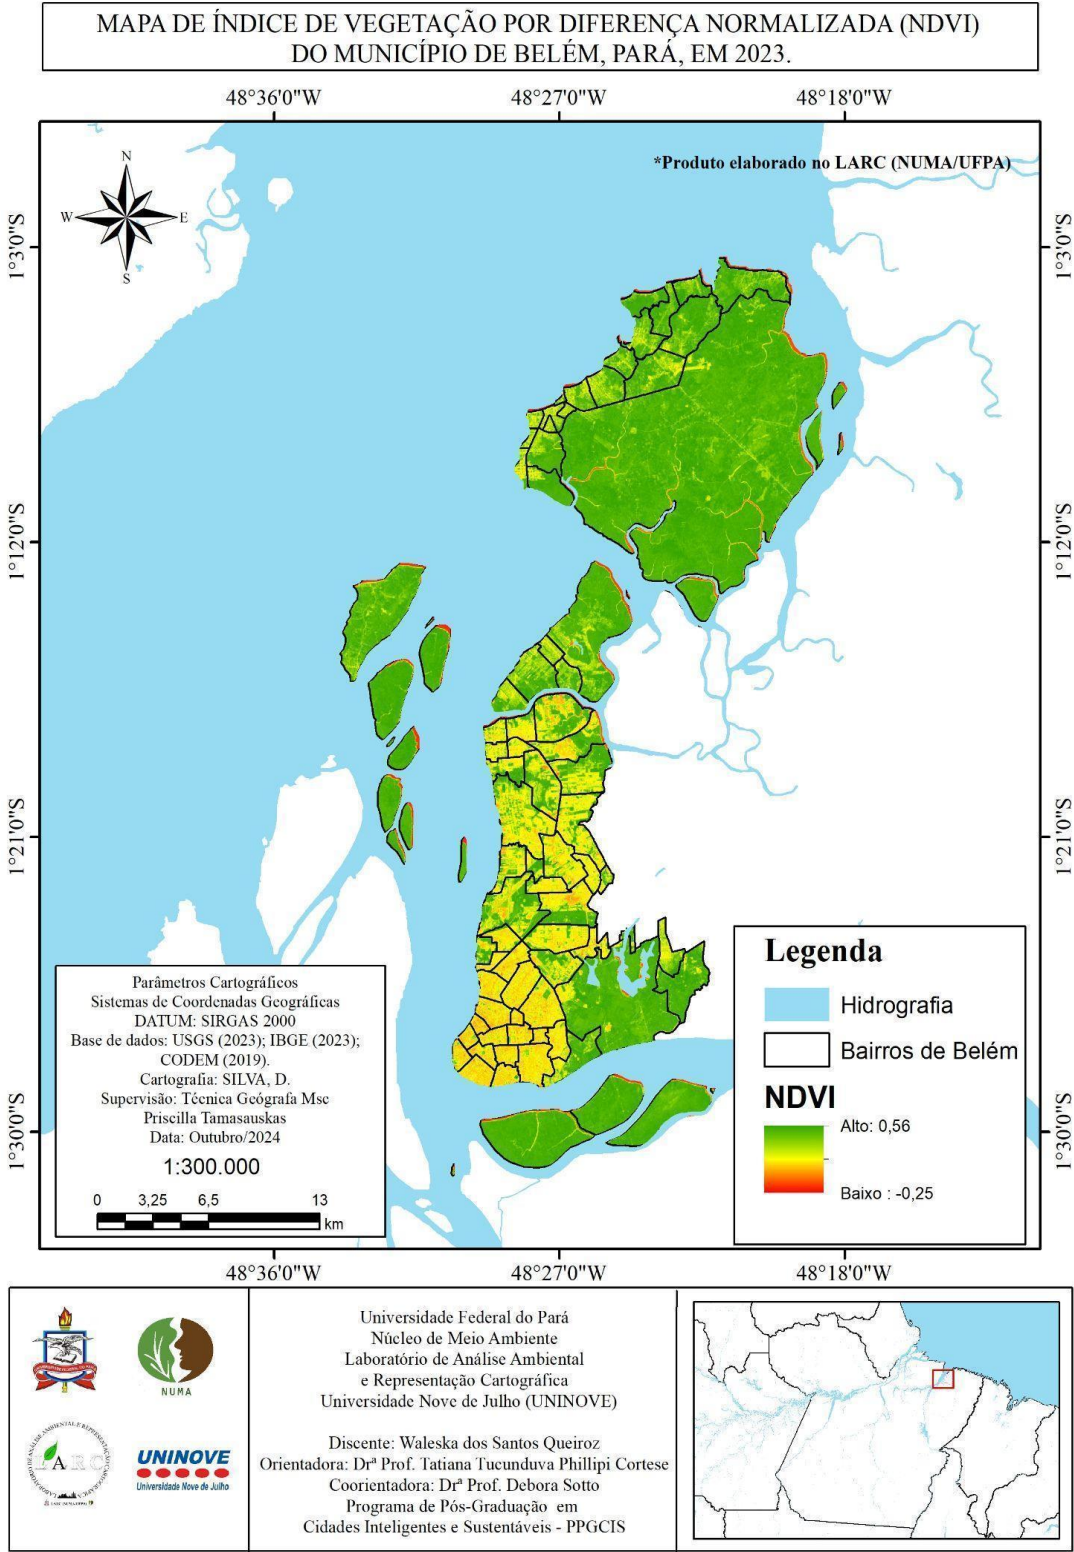 MAPA DE ÍNDICE DE VEGETAÇÃO POR DIFERENÇA NORMALIZADA (NDVI)
DO MUNICÍPIO DE BELÉM, PARÁ, EM 2023.
48°36'0"W
48°27'0"W
48°18'0"W
*Produto elaborado no LARC (NUMA/UFPA)
N
W
E
S
1°3'0"S
1°3'0"S
1°12'0"S
1°12'0"S
1°21'0"S
1°21'0"S
1°30'0"S
1°30'0"S
Parâmetros Cartográficos
Sistemas de Coordenadas Geográficas
DATUM: SIRGAS 2000
Base de dados: USGS (2023); IBGE (2023);
CODEM (2019).
Cartografia: SILVA, D.
Supervisão: Técnica Geógrafa Msc
Priscilla Tamasauskas
Data: Outubro/2024
1:300.000
0 3,25 6,5 13
km
Legenda
Hidrografia
Bairros de Belém
NDVI
Alto: 0,56
Baixo : -0,25
48°36'0"W
48°27'0"W
48°18'0"W
NUMA
LARC
UNINOVE
Universidade Nove de Julho
Universidade Federal do Pará
Núcleo de Meio Ambiente
Laboratório de Análise Ambiental
e Representação Cartográfica
Universidade Nove de Julho (UNINOVE)
Discente: Waleska dos Santos Queiroz
Orientadora: Drª Prof. Tatiana Tucunduva Phillipi Cortese
Coorientadora: Drª Prof. Debora Sotto
Programa de Pós-Graduação em
Cidades Inteligentes e Sustentáveis - PPGCIS